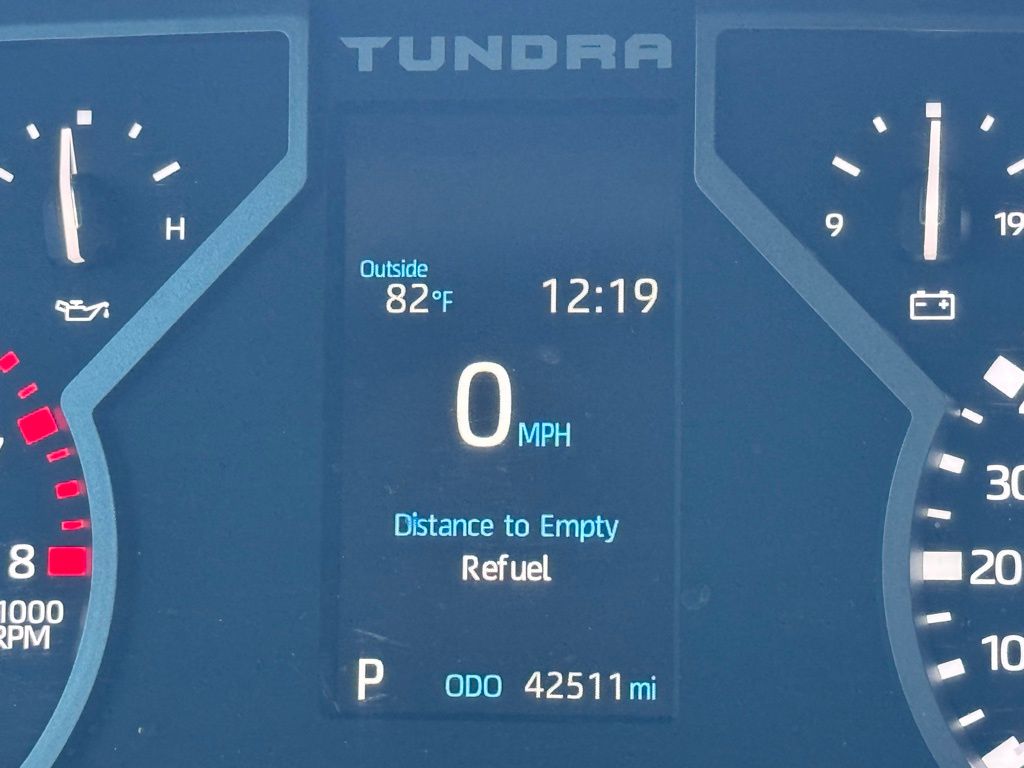 TUNDRA
H
9
19
Outside
82°F
12:19
0 MPH
30
Distance to Empty
Refuel
8
20
1000
RPM
10
P
ODO 42511 mi